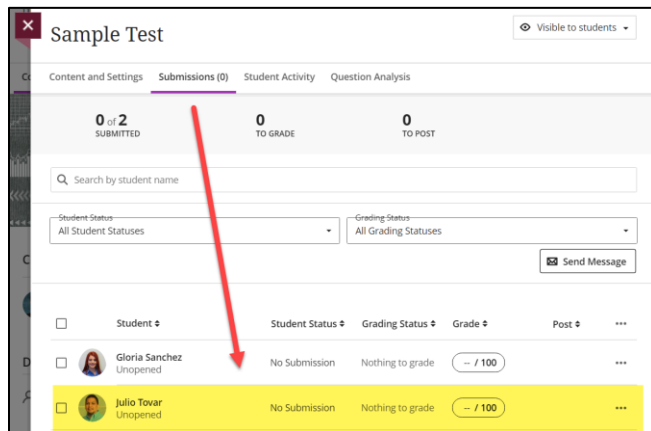 Sample Test
Visible to students
Content and Settings Submissions (0) Student Activity Question Analysis
0 of 2 0 0
SUBMITTED TO GRADE TO POST
Search by student name
Student Status Grading Status
All Student Statuses All Grading Statuses
Send Message
Student Student Status Grading Status Grade Post
Gloria Sanchez
Unopened No Submission Nothing to grade -- / 100
Julio Tovar
Unopened No Submission Nothing to grade -- / 100